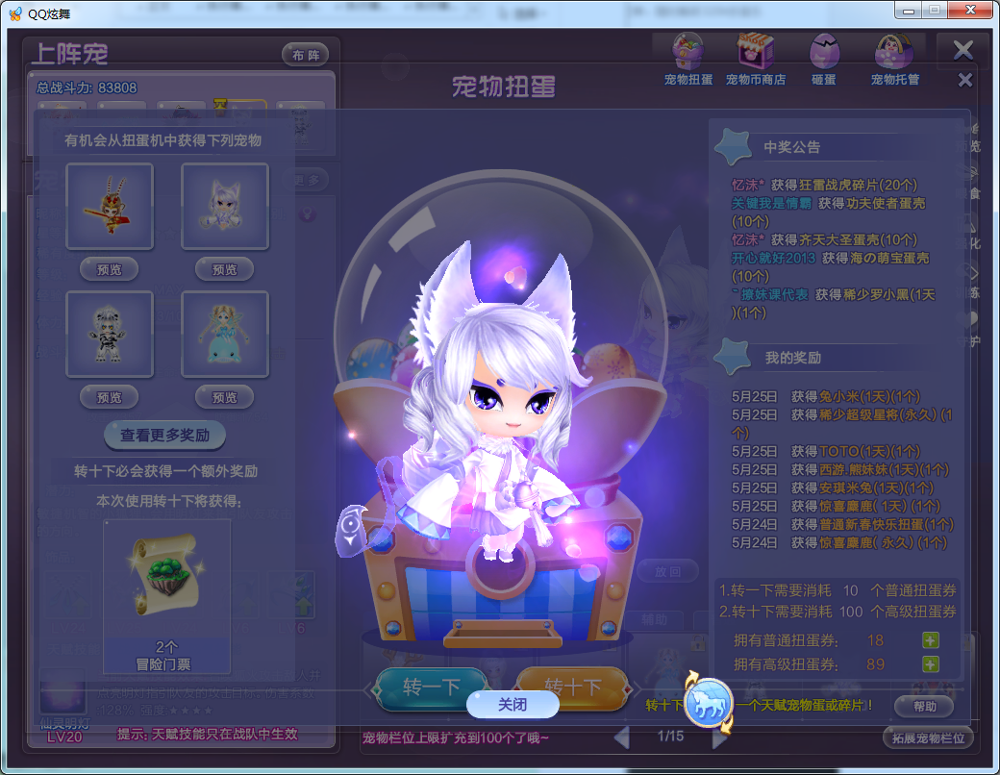 QQ炫舞
上阵宠
布 阵
总战斗力: 83808
宠物扭蛋
宠物扭蛋
宠物币商店
砸蛋
宠物托管
有机会从扭蛋机中获得下列宠物
预览
预览
预览
预览
查看更多奖励
转十下必会获得一个额外奖励
本次使用转十下将获得:
2个
冒险门票
仙灵明灯
LV20
提示: 天赋技能只在战队中生效
中奖公告
忆沫* 获得狂雷战虎碎片(20个)
关键我是情霸 获得功夫使者蛋壳
(10个)
忆沫* 获得齐天大圣蛋壳(10个)
开心就好2013 获得海の萌宝蛋壳
(10个)
~撩妹课代表 获得稀少罗小黑(1天
)(1个)
我的奖励
5月25日 获得兔小米(1天)(1个)
5月25日 获得稀少超级星将(永久) (1
个)
5月25日 获得TOTO(1天)(1个)
5月25日 获得西游.熊妹妹(1天)(1个)
5月25日 获得安琪米兔(1天)(1个)
5月25日 获得惊喜麋鹿( 1天) (1个)
5月24日 获得普通新春快乐扭蛋(1个)
5月24日 获得惊喜麋鹿( 永久) (1个)
放 回
辅助
1.转一下需要消耗 10 个普通扭蛋券
2.转十下需要消耗 100 个高级扭蛋券
拥有普通扭蛋券: 18
拥有高级扭蛋券: 89
转一下
转十下
关闭
转十下
一个天赋宠物蛋或碎片!
帮助
宠物栏位上限扩充到100个了哦~
1/15
拓展宠物栏位